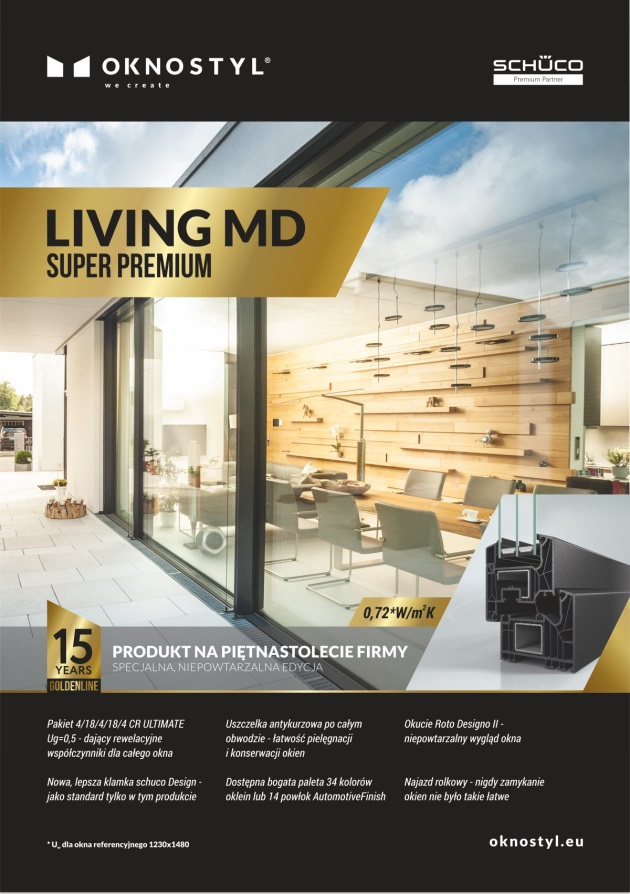 OKNOSTYL®
we create
SCHÜCO
Premium Partner
LIVING MD
SUPER PREMIUM
0,72*W/m²K
15
YEARS
GOLDENLINE
PRODUKT NA PIĘTNASTOLECIE FIRMY
SPECJALNA, NIEPOWTARZALNA EDYCJA
Pakiet 4/18/4/18/4 CR ULTIMATE
Ug=0,5 - dający rewelacyjne
współczynniki dla całego okna
Uszczelka antykurzowa po całym
obwodzie - łatwość pielęgnacji
i konserwacji okien
Okucie Roto Designo II -
niepowtarzalny wygląd okna
Nowa, lepsza klamka schuco Design -
jako standard tylko w tym produkcie
Dostępna bogata paleta 34 kolorów
oklein lub 14 powłok AutomotiveFinish
Najazd rolkowy - nigdy zamykanie
okien nie było takie łatwe
* Uw dla okna referencyjnego 1230x1480
oknostyl.eu